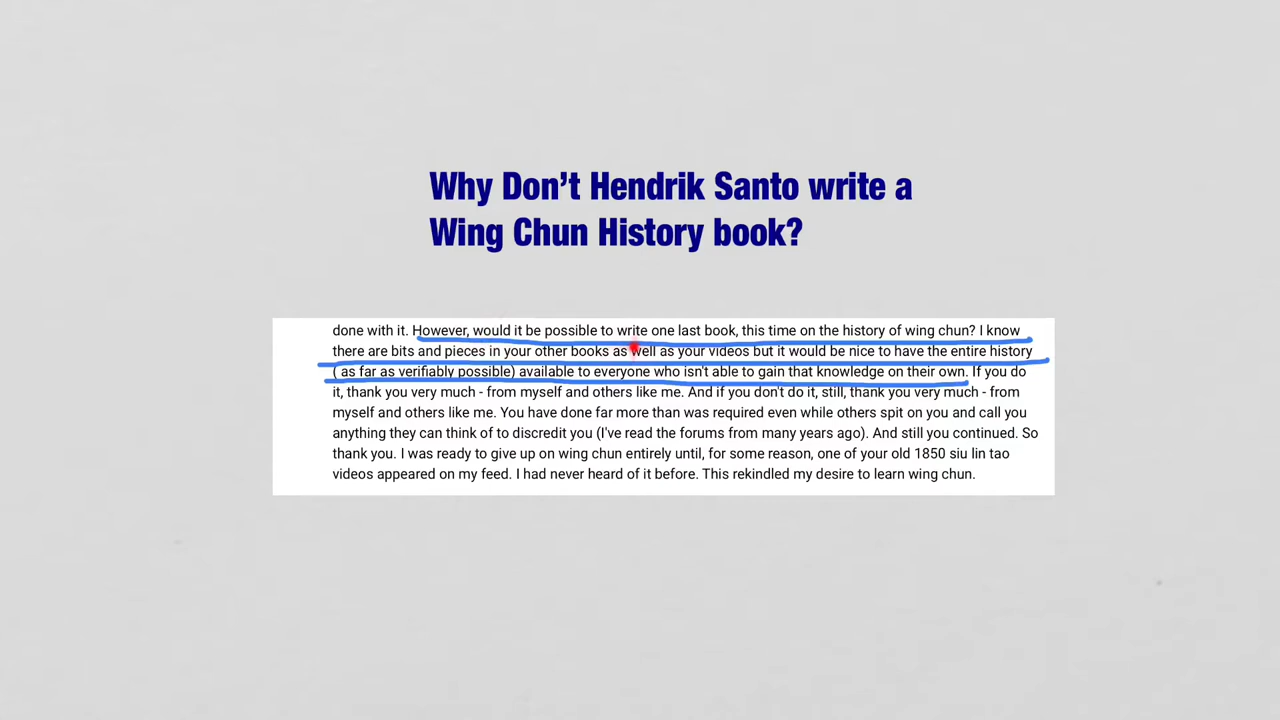 Why Don’t Hendrik Santo write a
Wing Chun History book?
done with it. However, would it be possible to write one last book, this time on the history of wing chun? I know
there are bits and pieces in your other books as well as your videos but it would be nice to have the entire history
( as far as verifiably possible) available to everyone who isn't able to gain that knowledge on their own. If you do
it, thank you very much - from myself and others like me. And if you don't do it, still, thank you very much - from
myself and others like me. You have done far more than was required even while others spit on you and call you
anything they can think of to discredit you (I've read the forums from many years ago). And still you continued. So
thank you. I was ready to give up on wing chun entirely until, for some reason, one of your old 1850 siu lin tao
videos appeared on my feed. I had never heard of it before. This rekindled my desire to learn wing chun.